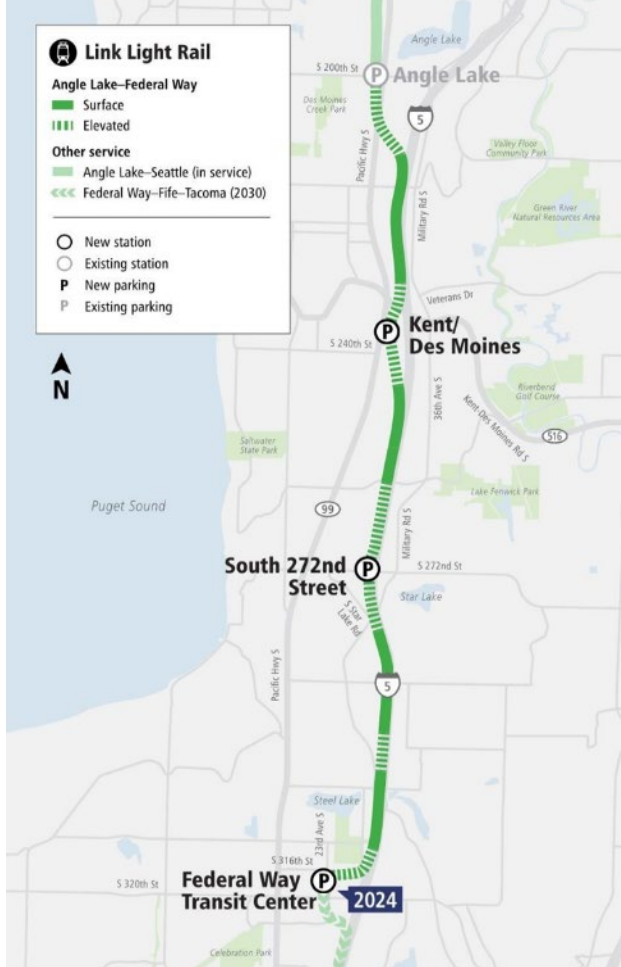 Link Light Rail
Angle Lake–Federal Way
Surface
Elevated
Other service
Angle Lake–Seattle (in service)
Federal Way–Fife–Tacoma (2030)
New station
Existing station
P New parking
P Existing parking
N
Angle Lake
S 200th St
P Angle Lake
Des Moines
Creek Park
5
Pacific Hwy S
Valley Floor
Community Park
Military Rd S
Green River
Natural Resources Area
Veterans Dr
P Kent/
Des Moines
S 240th St
36th Ave S
Riverbend
Golf Course
Kent-Des Moines Rd S
516
Saltwater
State Park
Lake Fenwick Park
Puget Sound
99
Military Rd S
South 272nd
Street
P
S 272nd St
Star Lake
S Star
Lake Rd
Pacific Hwy S
5
Steel Lake
23rd Ave S
S 316th St
S 320th St
Federal Way
Transit Center
P
2024
Celebration Park